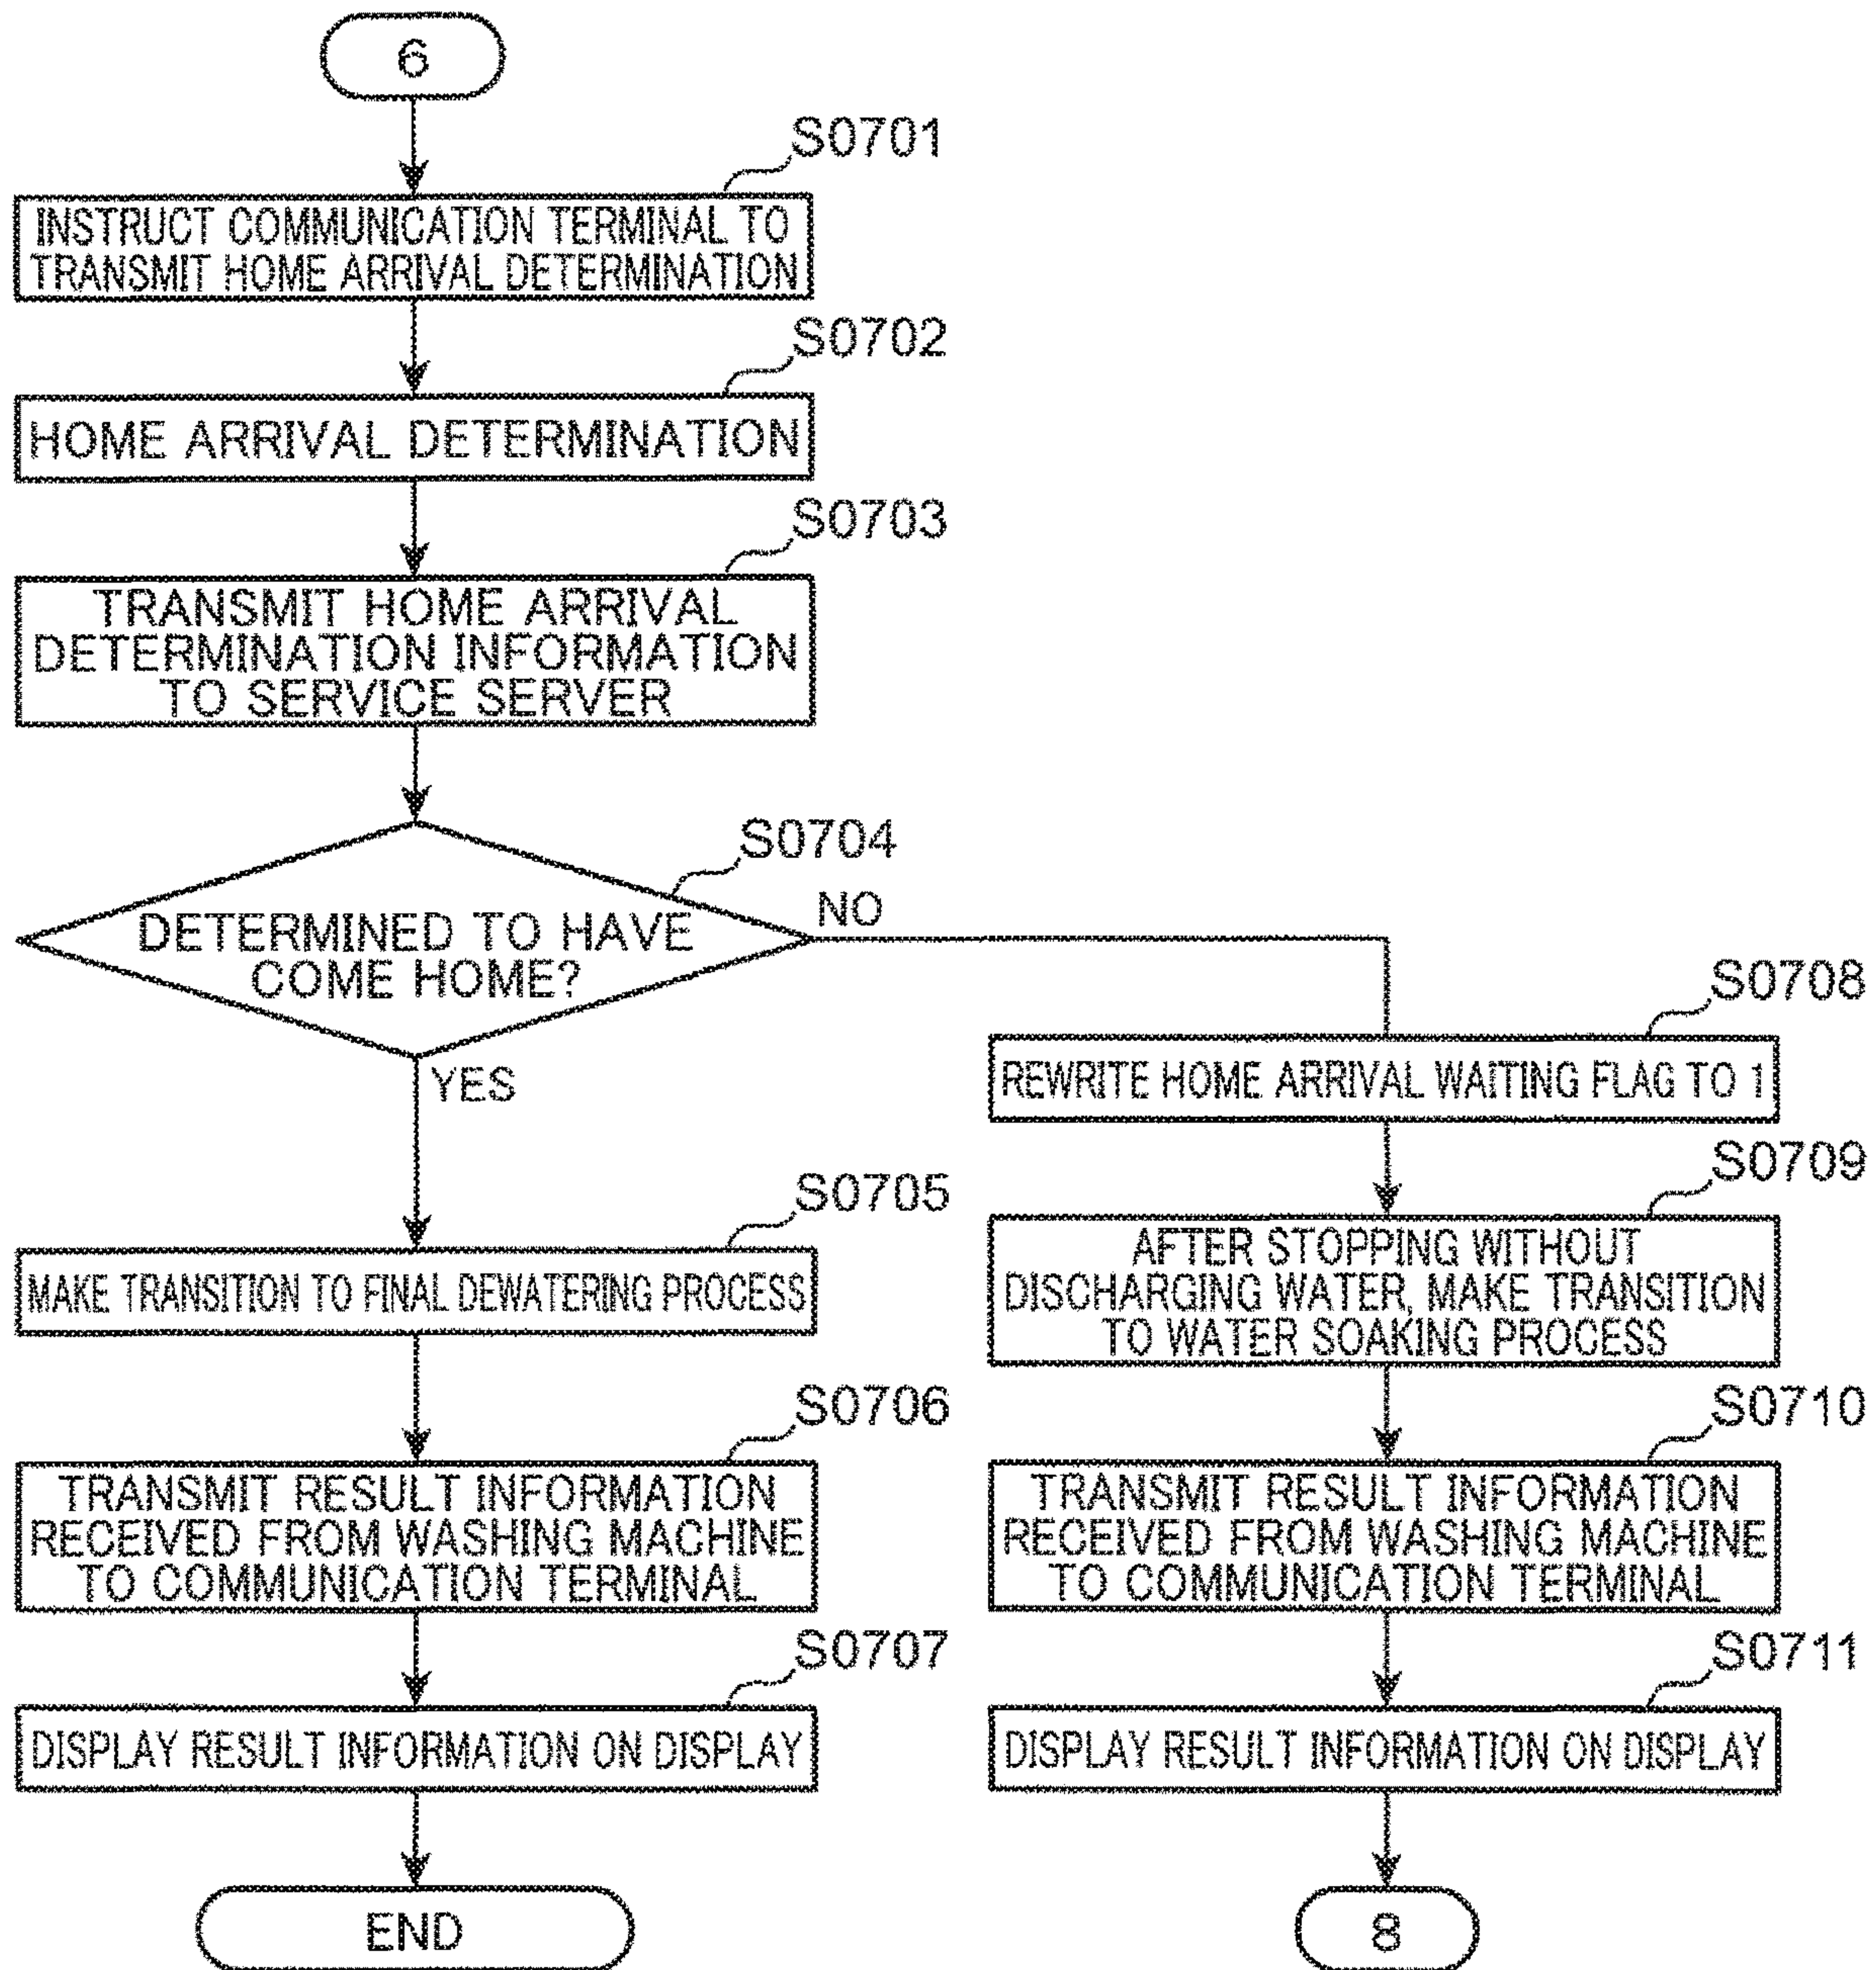 6
S0701
INSTRUCT COMMUNICATION TERMINAL TO
TRANSMIT HOME ARRIVAL DETERMINATION
S0702
HOME ARRIVAL DETERMINATION
S0703
TRANSMIT HOME ARRIVAL
DETERMINATION INFORMATION
TO SERVICE SERVER
S0704
DETERMINED TO HAVE
COME HOME?
NO
YES
S0705
MAKE TRANSITION TO FINAL DEWATERING PROCESS
S0706
TRANSMIT RESULT INFORMATION
RECEIVED FROM WASHING MACHINE
TO COMMUNICATION TERMINAL
S0707
DISPLAY RESULT INFORMATION ON DISPLAY
END
S0708
REWRITE HOME ARRIVAL WAITING FLAG TO 1
S0709
AFTER STOPPING WITHOUT
DISCHARGING WATER, MAKE TRANSITION
TO WATER SOAKING PROCESS
S0710
TRANSMIT RESULT INFORMATION
RECEIVED FROM WASHING MACHINE
TO COMMUNICATION TERMINAL
S0711
DISPLAY RESULT INFORMATION ON DISPLAY
8